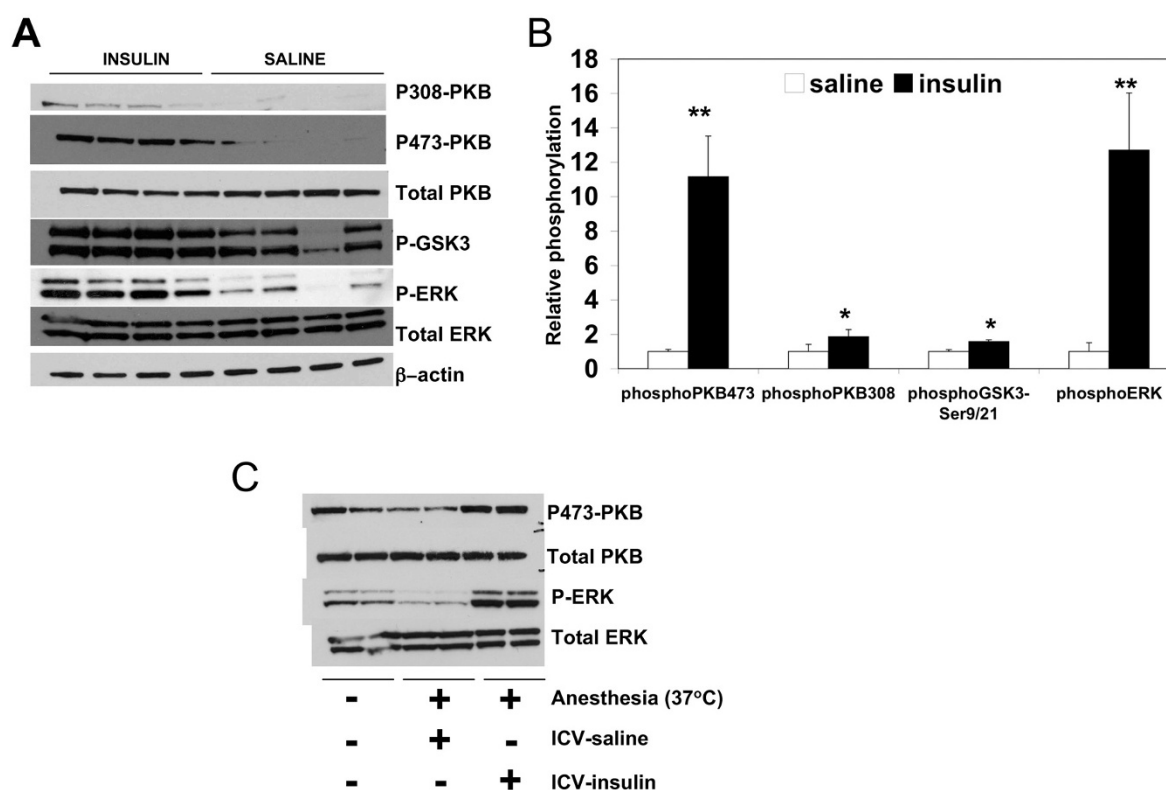 A
INSULIN SALINE
P308-PKB
P473-PKB
Total PKB
P-GSK3
P-ERK
Total ERK
β–actin
B
18
16
14
12
10
8
6
4
2
0
Relative phosphorylation
saline insulin
** * * **
phosphoPKB473 phosphoPKB308 phosphoGSK3- phosphoERK
Ser9/21
C
P473-PKB
Total PKB
P-ERK
Total ERK
- + + Anesthesia (37°C)
- + - ICV-saline
- - + ICV-insulin